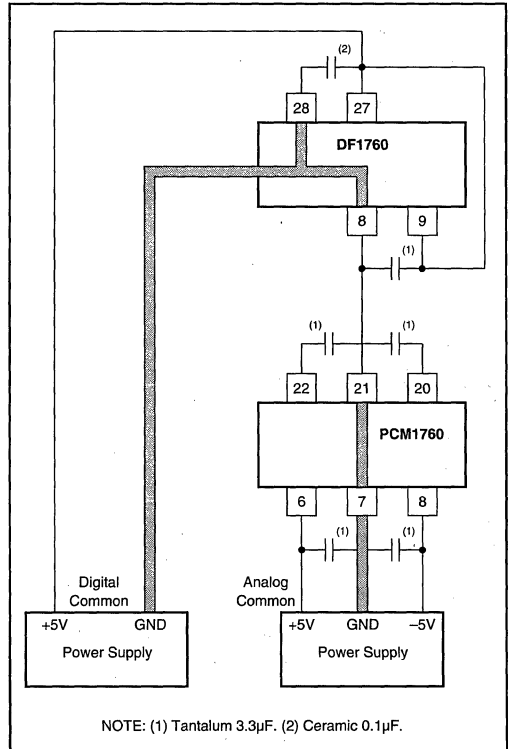 (2)
28
27
DF1760
8
9
(1)
(1)
(1)
22
21
20
PCM1760
6
7
8
(1)
(1)
Digital
Common
Analog
Common
+5V
GND
+5V
GND
–5V
Power Supply
Power Supply
NOTE: (1) Tantalum 3.3µF. (2) Ceramic 0.1µF.